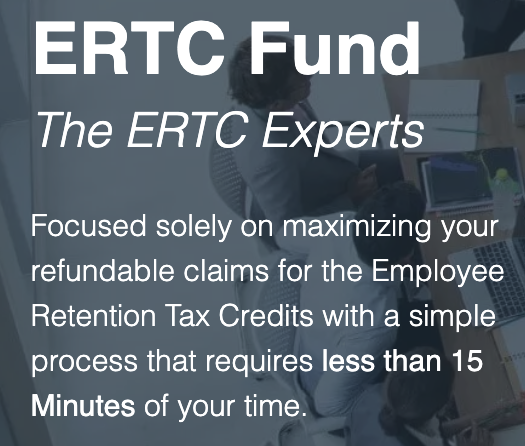 ERTC Fund
The ERTC Experts
Focused solely on maximizing your
refundable claims for the Employee
Retention Tax Credits with a simple
process that requires less than 15
Minutes of your time.